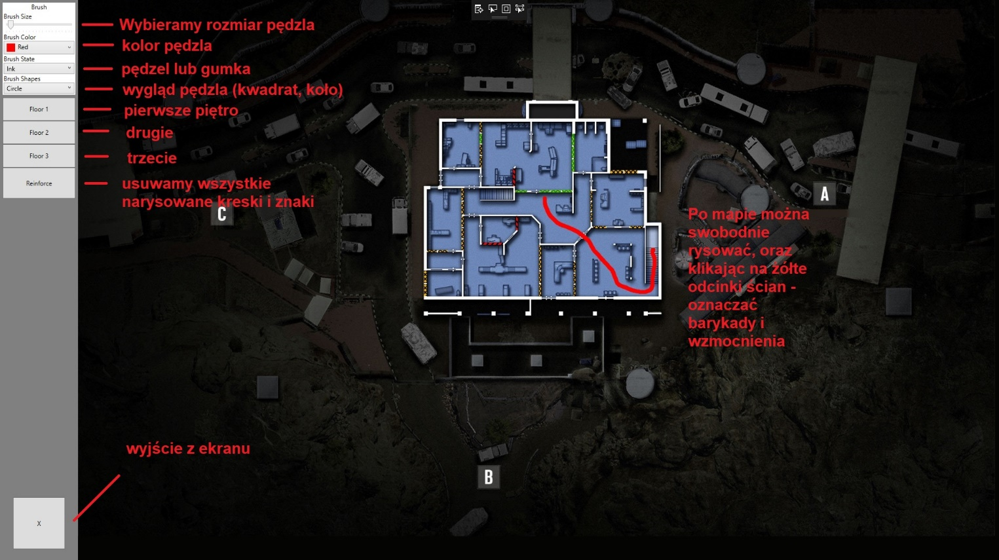 Brush
Brush Size
Wybieramy rozmiar pędzla
Brush Color
Red
kolor pędzla
Brush State
Ink
pędzel lub gumka
Brush Shapes
Circle
wygląd pędzla (kwadrat, koło)
Floor 1
pierwsze piętro
Floor 2
drugie
Floor 3
trzecie
Reinforce
usuwamy wszystkie
narysowane kreski i znaki
C
A
Po mapie można
swobodnie
rysować, oraz
klikając na żółte
odcinki ścian -
oznaczać
barykady i
wzmocnienia
wyjście z ekranu
B
X